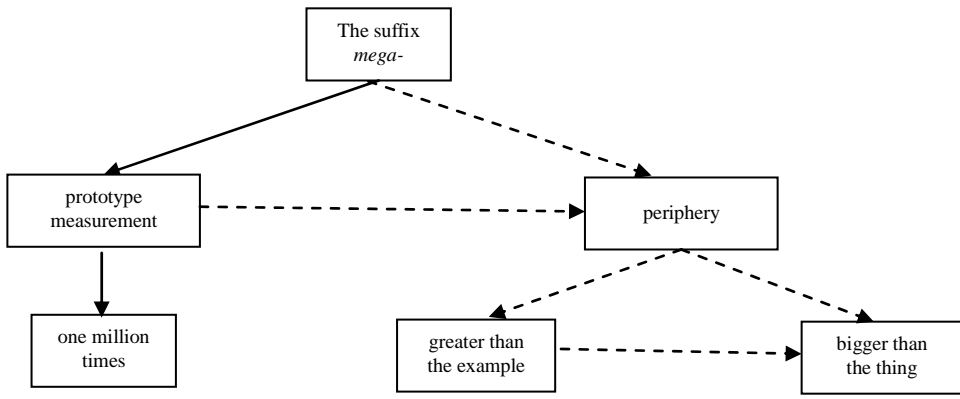 The suffix
mega-
prototype
measurement
periphery
one million
times
greater than
the example
bigger than
the thing